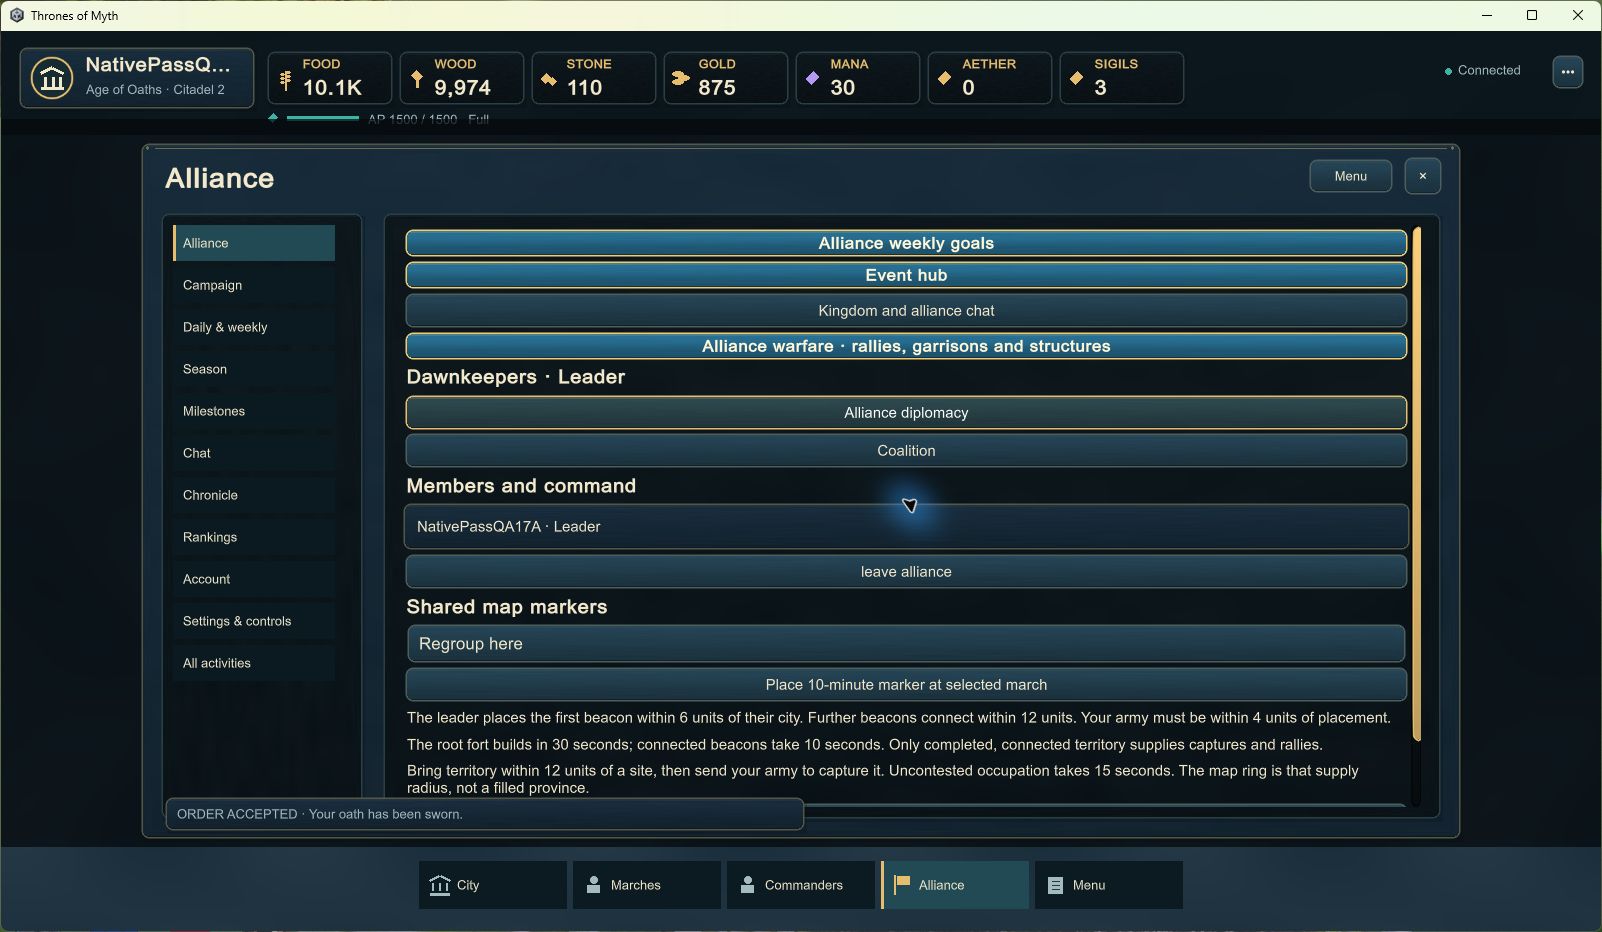 Thrones of Myth
NativePassQ...
Age of Oaths · Citadel 2
FOOD
10.1K
WOOD
9,974
STONE
110
GOLD
875
MANA
30
AETHER
0
SIGILS
3
Connected
AP 1500 / 1500 · Full
Alliance
Menu
Alliance
Campaign
Daily & weekly
Season
Milestones
Chat
Chronicle
Rankings
Account
Settings & controls
All activities
Alliance weekly goals
Event hub
Kingdom and alliance chat
Alliance warfare · rallies, garrisons and structures
Dawnkeepers · Leader
Alliance diplomacy
Coalition
Members and command
NativePassQA17A · Leader
leave alliance
Shared map markers
Regroup here
Place 10-minute marker at selected march
The leader places the first beacon within 6 units of their city. Further beacons connect within 12 units. Your army must be within 4 units of placement.
The root fort builds in 30 seconds; connected beacons take 10 seconds. Only completed, connected territory supplies captures and rallies.
Bring territory within 12 units of a site, then send your army to capture it. Uncontested occupation takes 15 seconds. The map ring is that supply
radius, not a filled province.
ORDER ACCEPTED · Your oath has been sworn.
City
Marches
Commanders
Alliance
Menu